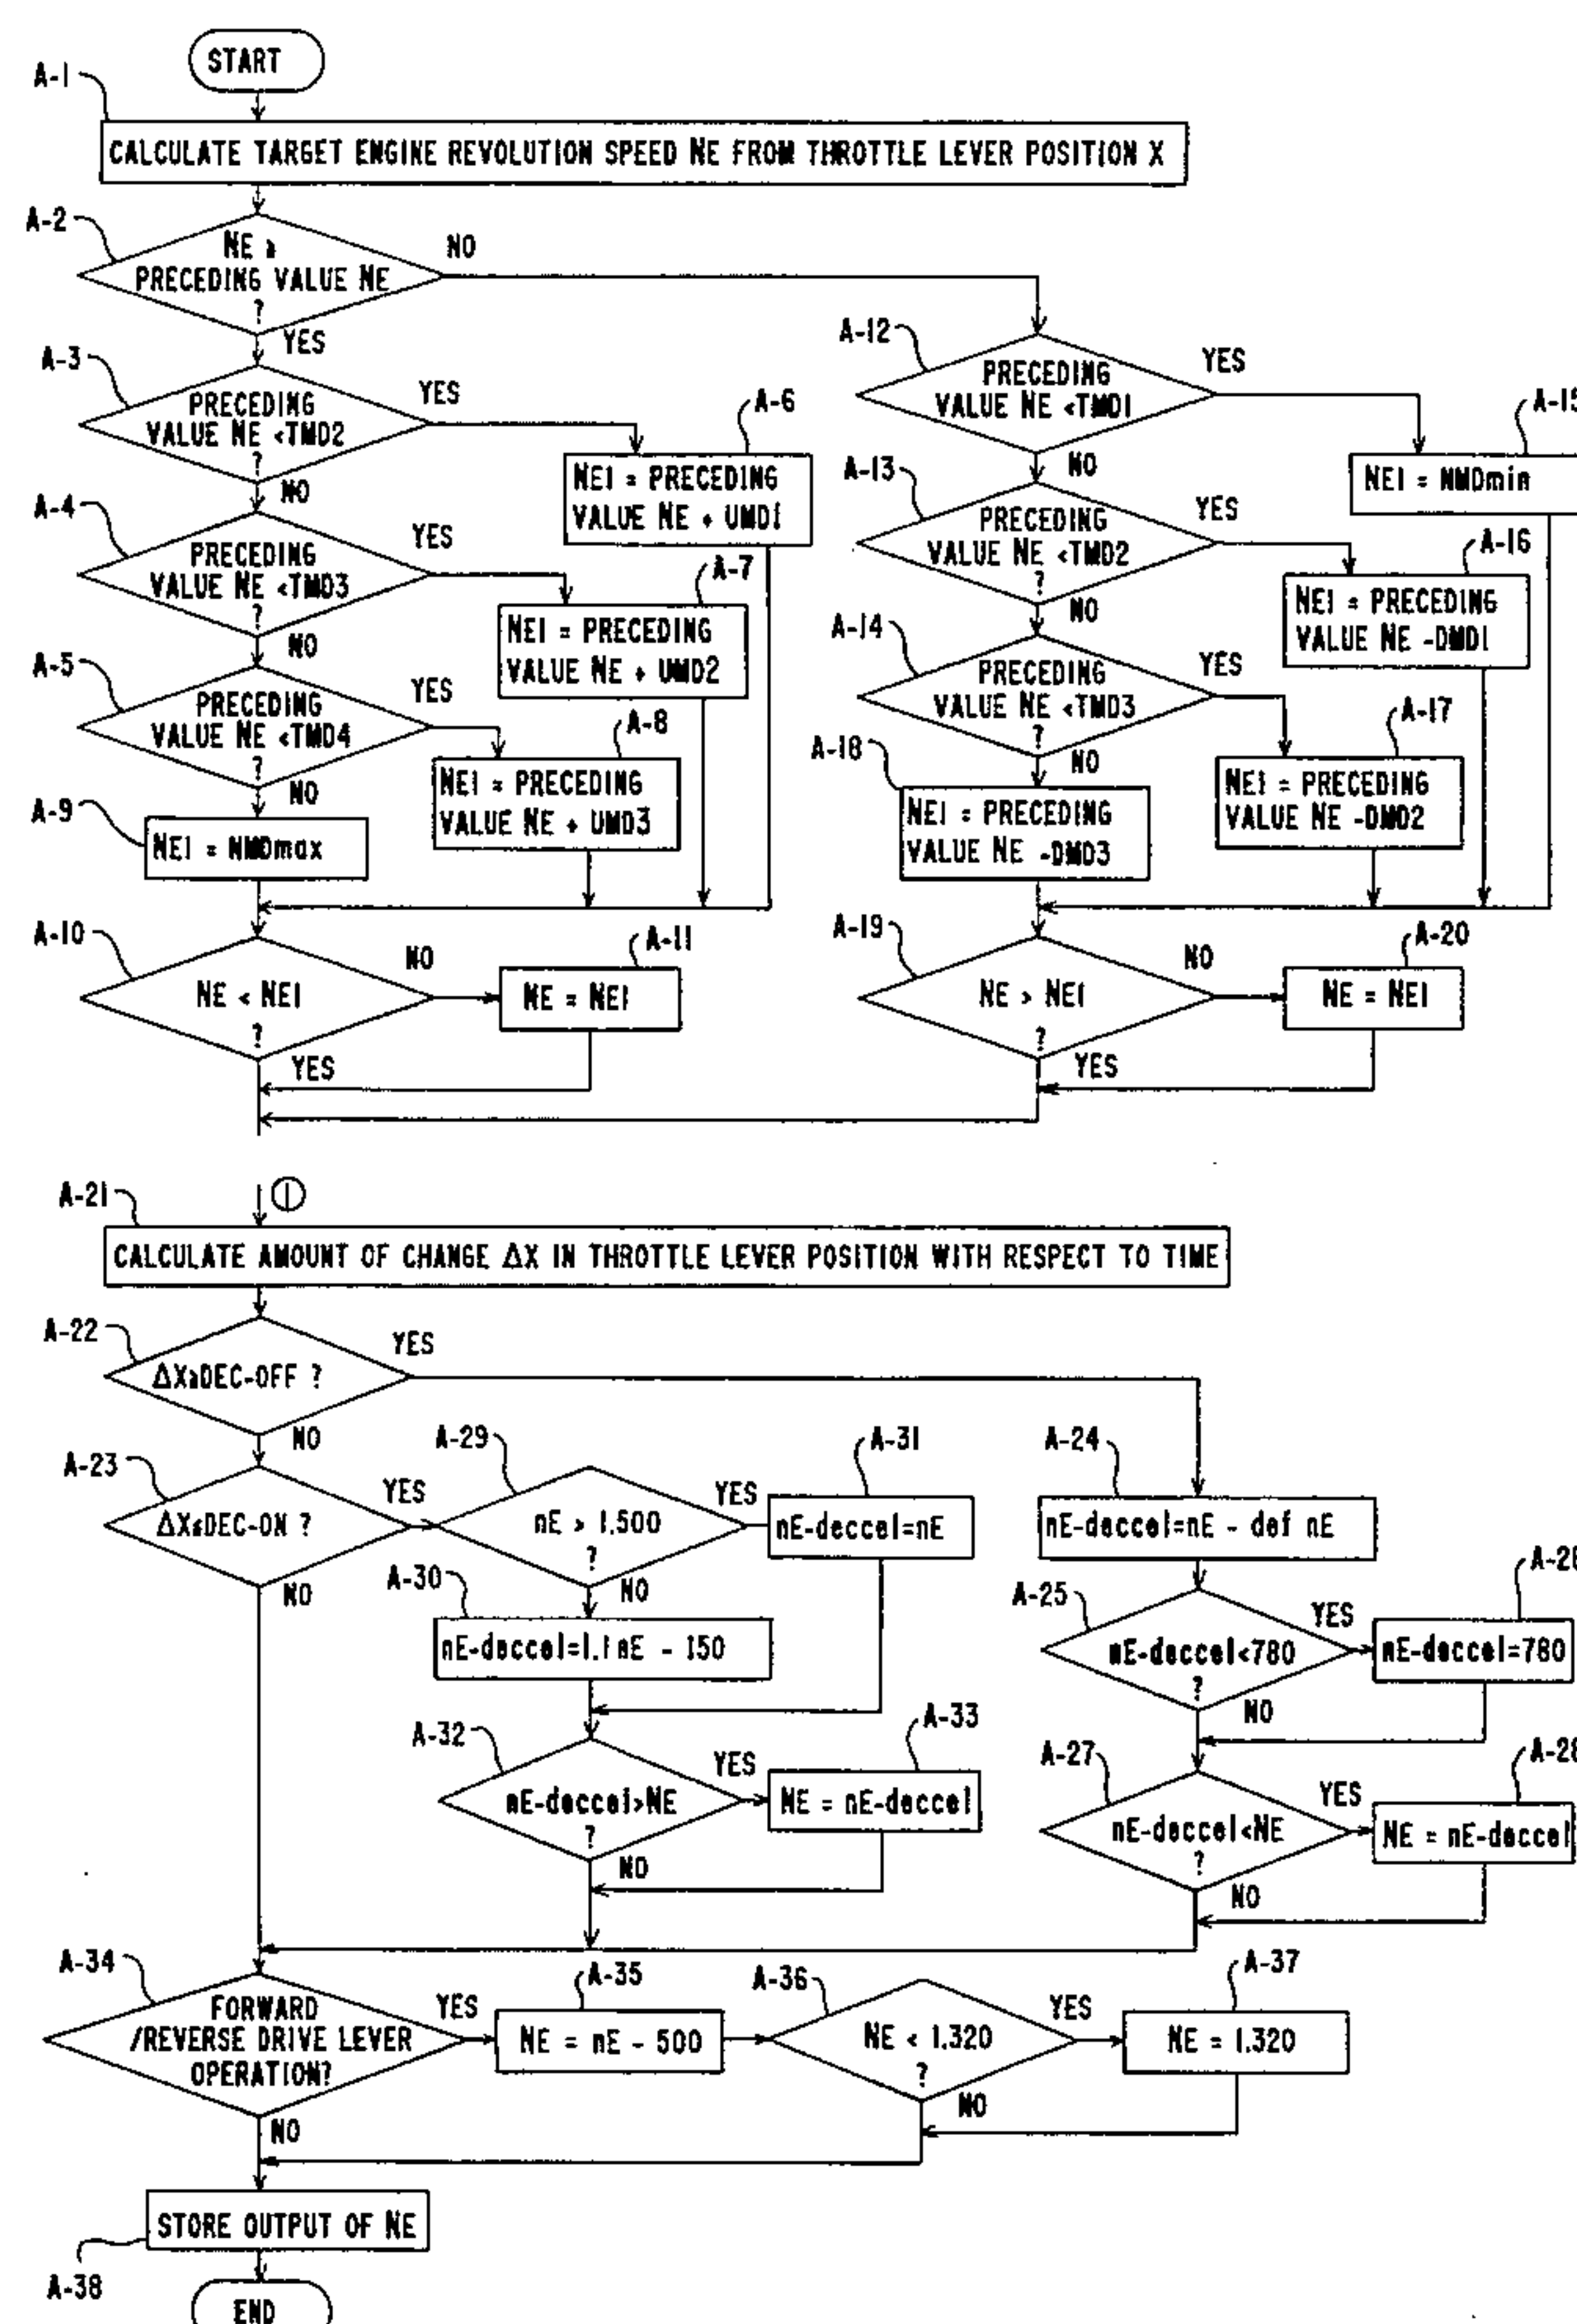 START
A-1
CALCULATE TARGET ENGINE REVOLUTION SPEED NE FROM THROTTLE LEVER POSITION X
A-2
NE ≥
PRECEDING VALUE NE
?
NO
YES
A-3
PRECEDING
VALUE NE <TMD2
?
YES
NO
A-6
NE1 = PRECEDING
VALUE NE + UMD1
A-4
PRECEDING
VALUE NE <TMD3
?
YES
NO
A-7
NE1 = PRECEDING
VALUE NE + UMD2
A-5
PRECEDING
VALUE NE <TMD4
?
YES
NO
A-8
NE1 = PRECEDING
VALUE NE + UMD3
A-9
NE1 = NMDmax
A-10
NE < NE1
?
NO
YES
A-11
NE = NE1
A-12
PRECEDING
VALUE NE <TMD1
YES
NO
A-15
NE1 = NMDmin
A-13
PRECEDING
VALUE NE <TMD2
?
YES
NO
A-16
NE1 = PRECEDING
VALUE NE -DMD1
A-14
PRECEDING
VALUE NE <TMD3
?
YES
NO
A-17
NE1 = PRECEDING
VALUE NE -DMD2
A-18
NE1 = PRECEDING
VALUE NE -DMD3
A-19
NE > NE1
?
NO
YES
A-20
NE = NE1
1
A-21
CALCULATE AMOUNT OF CHANGE ΔX IN THROTTLE LEVER POSITION WITH RESPECT TO TIME
A-22
ΔX≥DEC-OFF ?
YES
NO
A-23
ΔX≤DEC-ON ?
YES
NO
A-29
nE > 1.500
?
YES
NO
A-31
nE-deccel=nE
A-30
nE-deccel=1.1nE - 150
A-32
nE-deccel>NE
?
YES
NO
A-33
NE = nE-deccel
A-24
nE-deccel=nE - def nE
A-25
nE-deccel<780
?
YES
NO
A-26
nE-deccel=780
A-27
nE-deccel<NE
?
YES
NO
A-28
NE = nE-deccel
A-34
FORWARD
/REVERSE DRIVE LEVER
OPERATION?
YES
NO
A-35
NE = nE - 500
A-36
NE < 1.320
?
YES
NO
A-37
NE = 1.320
STORE OUTPUT OF NE
A-38
END